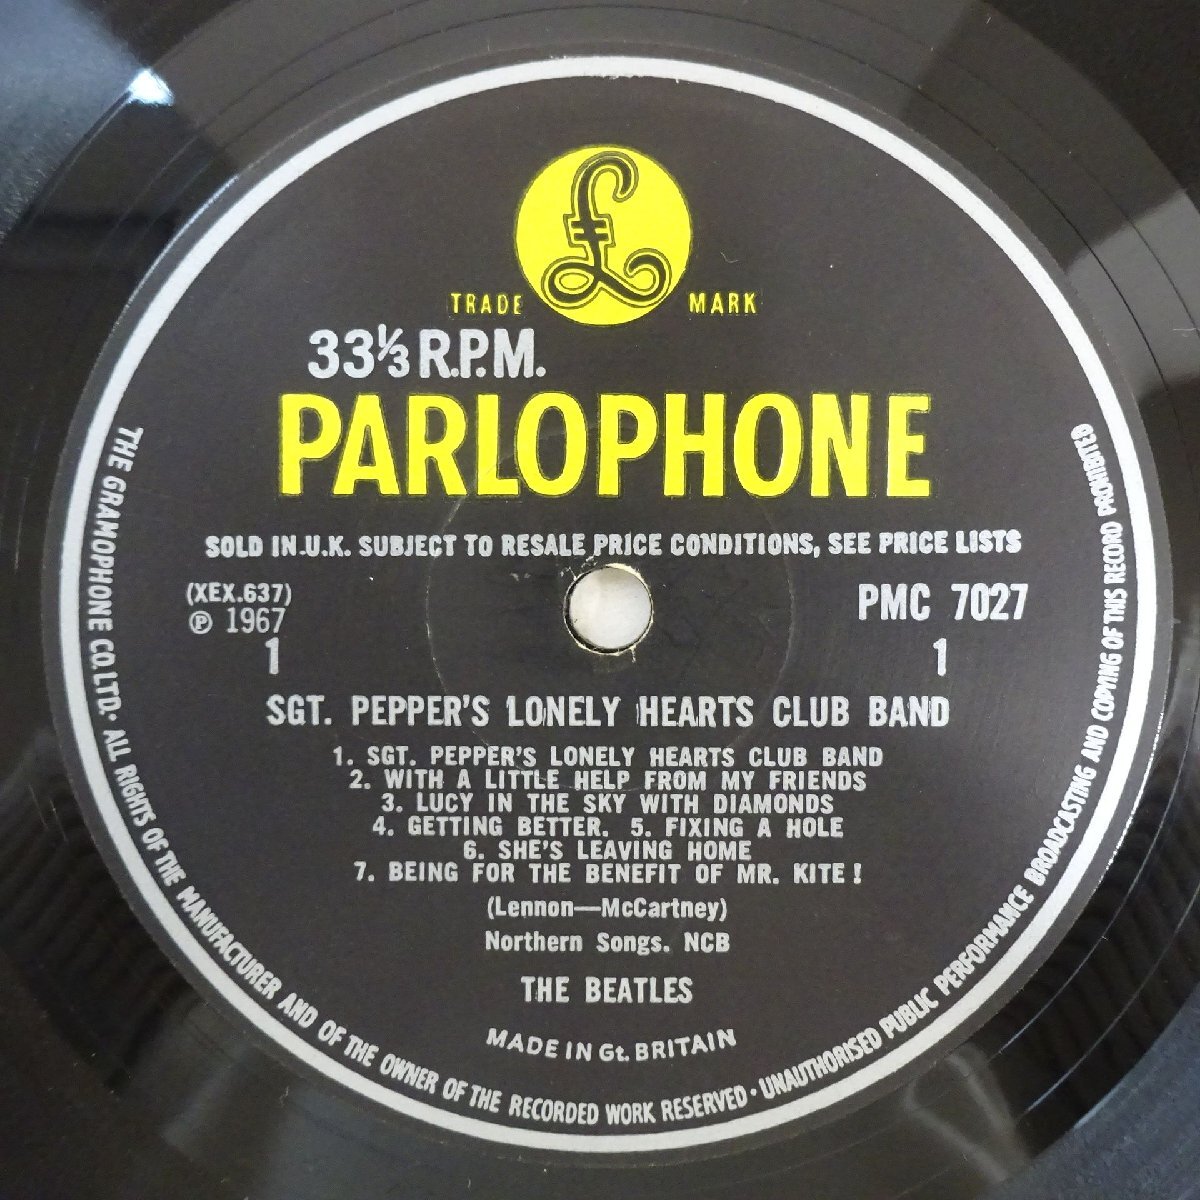 £
TRADE MARK
33⅓ R.P.M.
PARLOPHONE
SOLD IN U.K. SUBJECT TO RESALE PRICE CONDITIONS, SEE PRICE LISTS
(XEX.637)
℗ 1967
1
PMC 7027
1
SGT. PEPPER'S LONELY HEARTS CLUB BAND
1. SGT. PEPPER'S LONELY HEARTS CLUB BAND
2. WITH A LITTLE HELP FROM MY FRIENDS
3. LUCY IN THE SKY WITH DIAMONDS
4. GETTING BETTER. 5. FIXING A HOLE
6. SHE'S LEAVING HOME
7. BEING FOR THE BENEFIT OF MR. KITE!
(Lennon—McCartney)
Northern Songs. NCB
THE BEATLES
MADE IN Gt. BRITAIN
THE GRAMOPHONE CO. LTD. · ALL RIGHTS OF THE MANUFACTURER AND OF THE OWNER OF THE RECORDED WORK RESERVED · UNAUTHORISED PUBLIC PERFORMANCE BROADCASTING AND COPYING OF THIS RECORD PROHIBITED